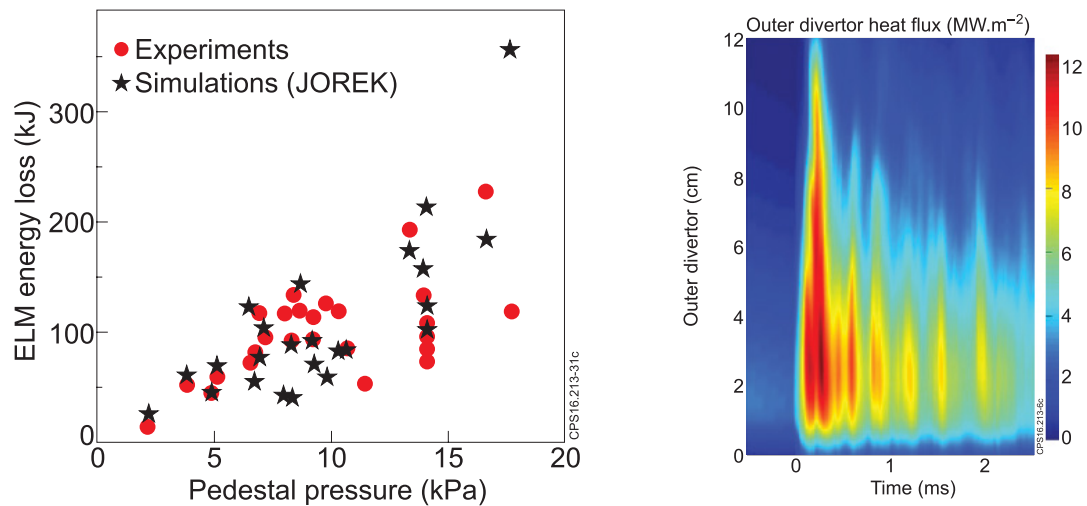 Experiments
Simulations (JOREK)
ELM energy loss (kJ)
300
200
100
0
0 5 10 15 20
Pedestal pressure (kPa)
CPS16.213-31c
Outer divertor heat flux (MW.m−2)
Outer divertor (cm)
12
10
8
6
4
2
0
0 1 2
Time (ms)
12
10
8
6
4
2
0
CPS16.213-6c